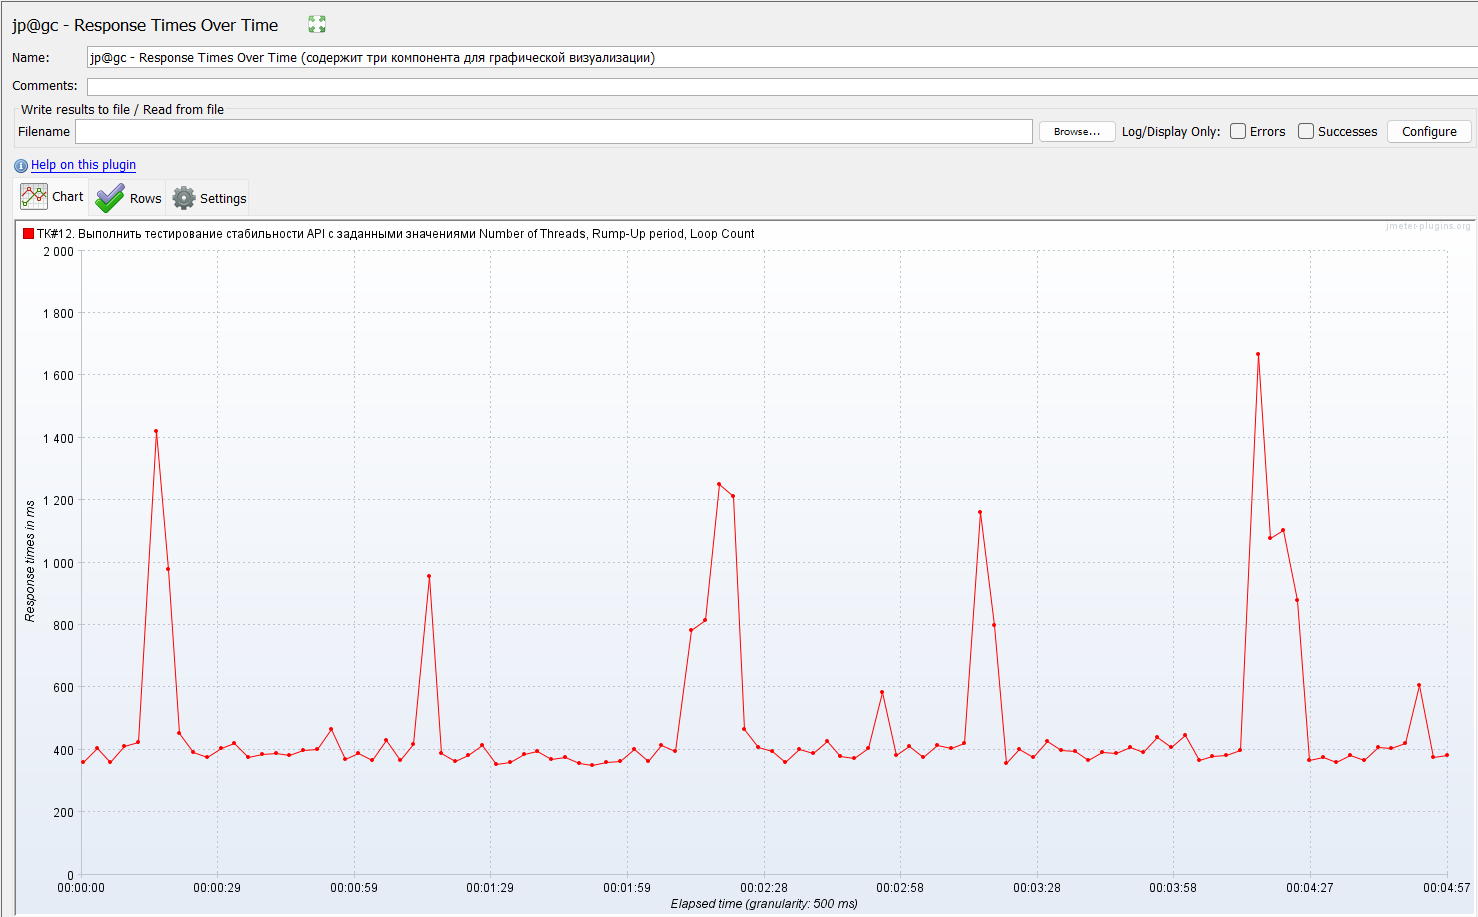 jp@gc - Response Times Over Time
Name: jp@gc - Response Times Over Time (содержит три компонента для графической визуализации)
Comments:
Write results to file / Read from file
Filename Browse... Log/Display Only: Errors Successes Configure
Help on this plugin
Chart Rows Settings
jmeter-plugins.org
ТК#12. Выполнить тестирование стабильности API с заданными значениями Number of Threads, Rump-Up period, Loop Count
2 000
1 800
1 600
1 400
1 200
1 000
800
600
400
200
0
Response times in ms
00:00:00 00:00:29 00:00:59 00:01:29 00:01:59 00:02:28 00:02:58 00:03:28 00:03:58 00:04:27 00:04:57
Elapsed time (granularity: 500 ms)